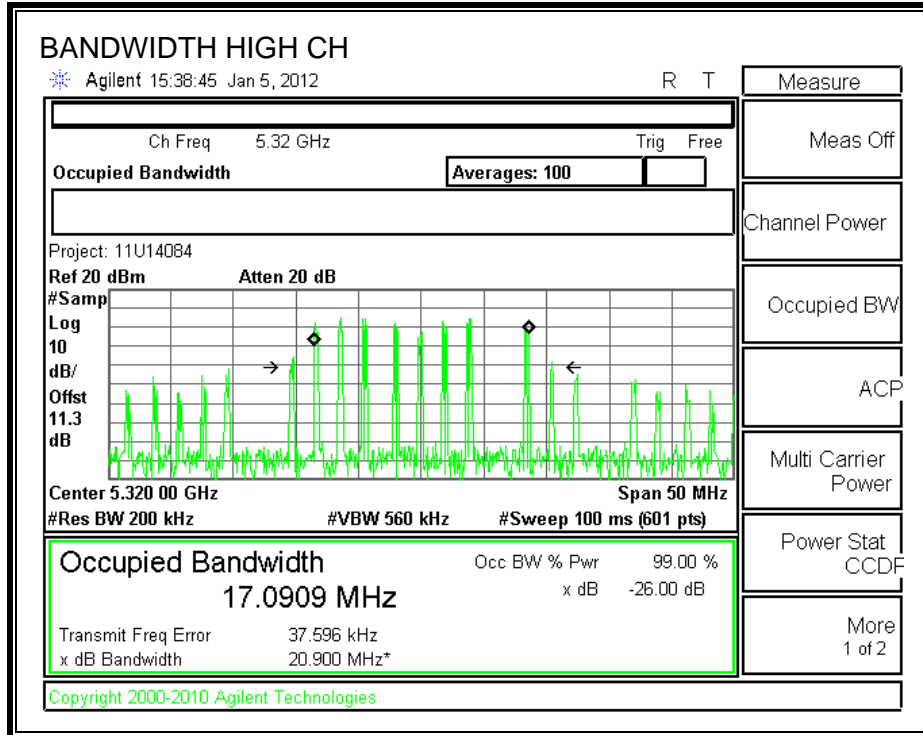 BANDWIDTH HIGH CH
Agilent 15:38:45 Jan 5, 2012 R T
Measure
Ch Freq 5.32 GHz Trig Free
Meas Off
Occupied Bandwidth Averages: 100
Channel Power
Project: 11U14084
Ref 20 dBm Atten 20 dB
#Samp
Log
10
dB/
Offst
11.3
dB
Occupied BW
ACP
Multi Carrier
Power
Center 5.320 00 GHz Span 50 MHz
#Res BW 200 kHz #VBW 560 kHz #Sweep 100 ms (601 pts)
Power Stat
CCDF
Occupied Bandwidth Occ BW % Pwr 99.00 %
17.0909 MHz x dB -26.00 dB
Transmit Freq Error 37.596 kHz
x dB Bandwidth 20.900 MHz*
More
1 of 2
Copyright 2000-2010 Agilent Technologies